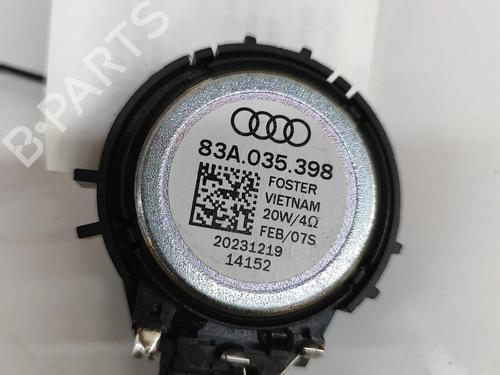 B-PARTS
83A.035.398
FOSTER
VIETNAM
20W/4Ω
FEB/07S
20231219
14152